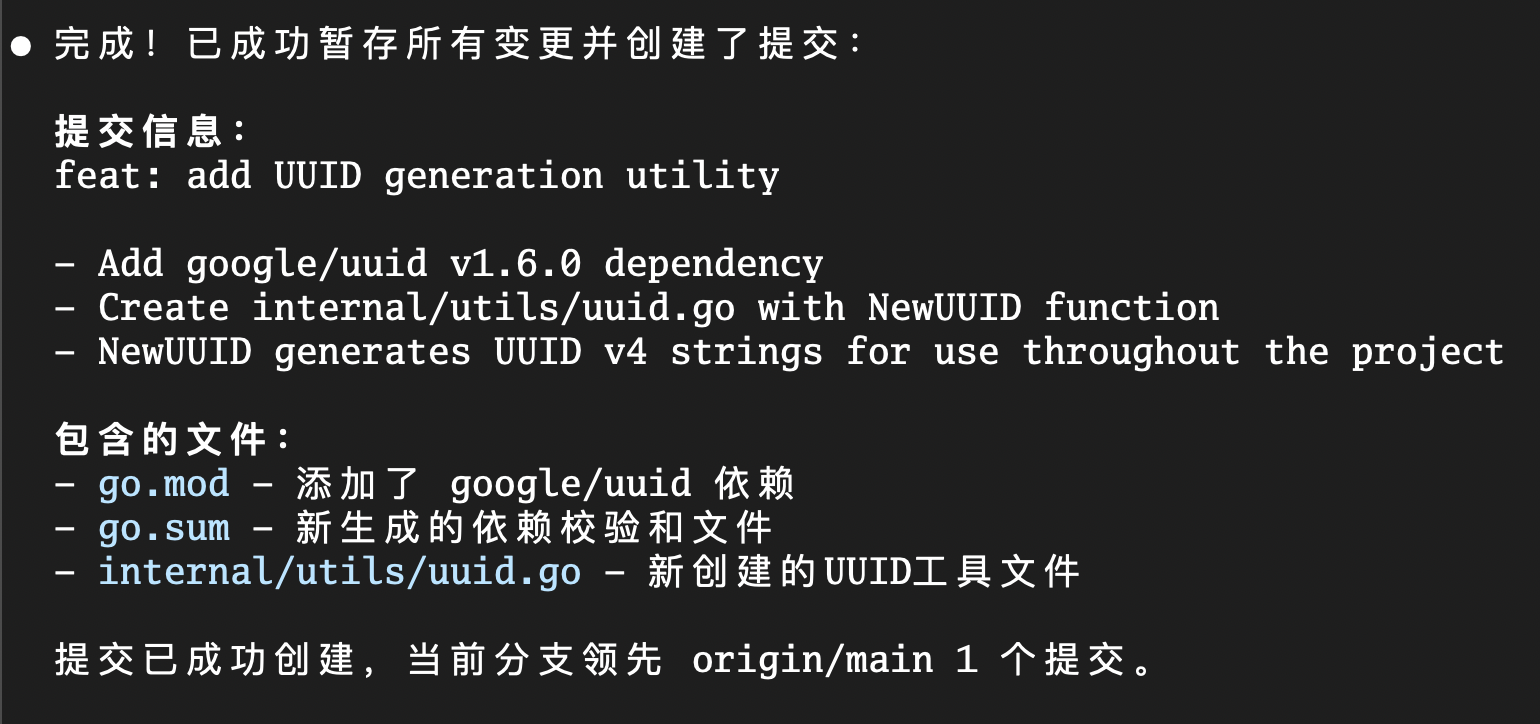 ● 完成！已成功暂存所有变更并创建了提交：
提交信息：
feat: add UUID generation utility
- Add google/uuid v1.6.0 dependency
- Create internal/utils/uuid.go with NewUUID function
- NewUUID generates UUID v4 strings for use throughout the project
包含的文件：
- go.mod - 添加了 google/uuid 依赖
- go.sum - 新生成的依赖校验和文件
- internal/utils/uuid.go - 新创建的UUID工具文件
提交已成功创建，当前分支领先 origin/main 1 个提交。